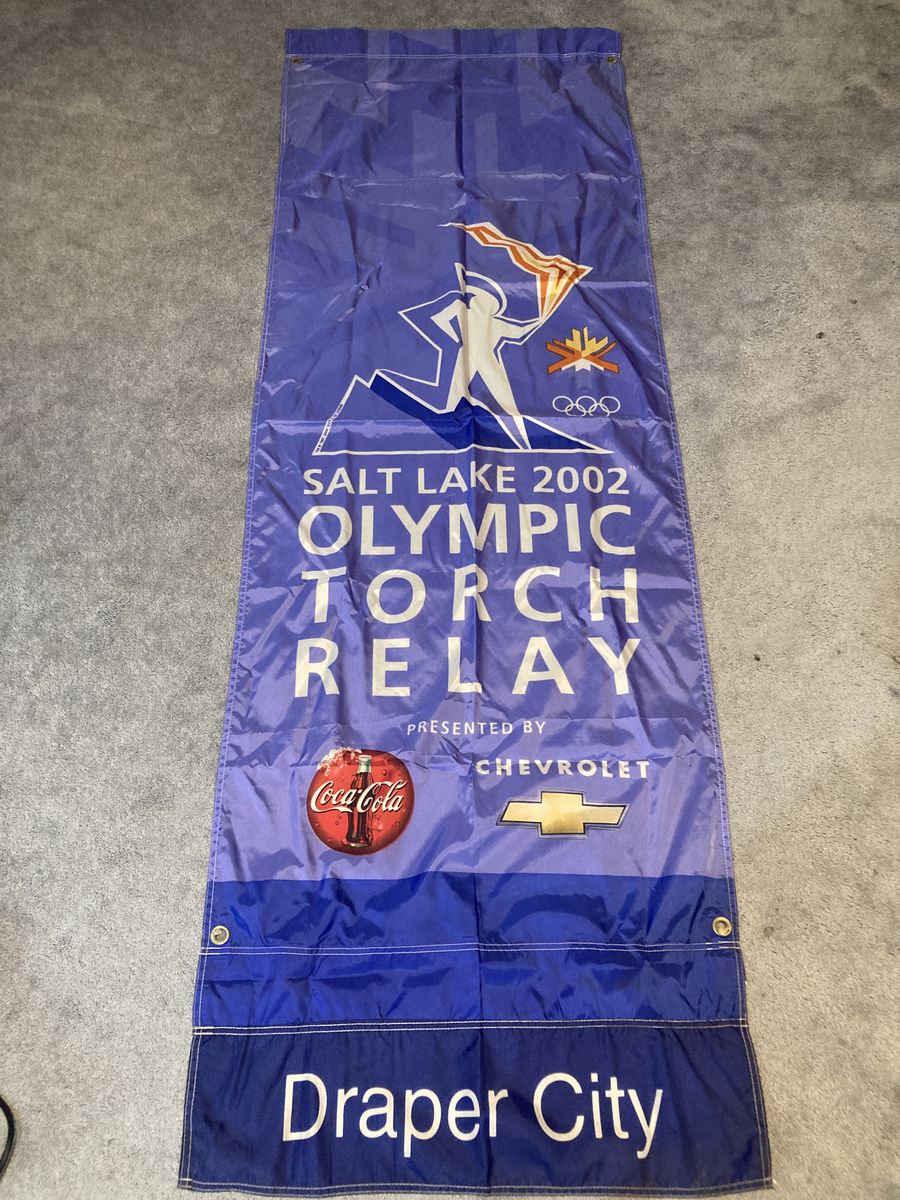 SALT LAKE 2002™
OLYMPIC
TORCH
RELAY
PRESENTED BY
Coca-Cola
CHEVROLET
Draper City